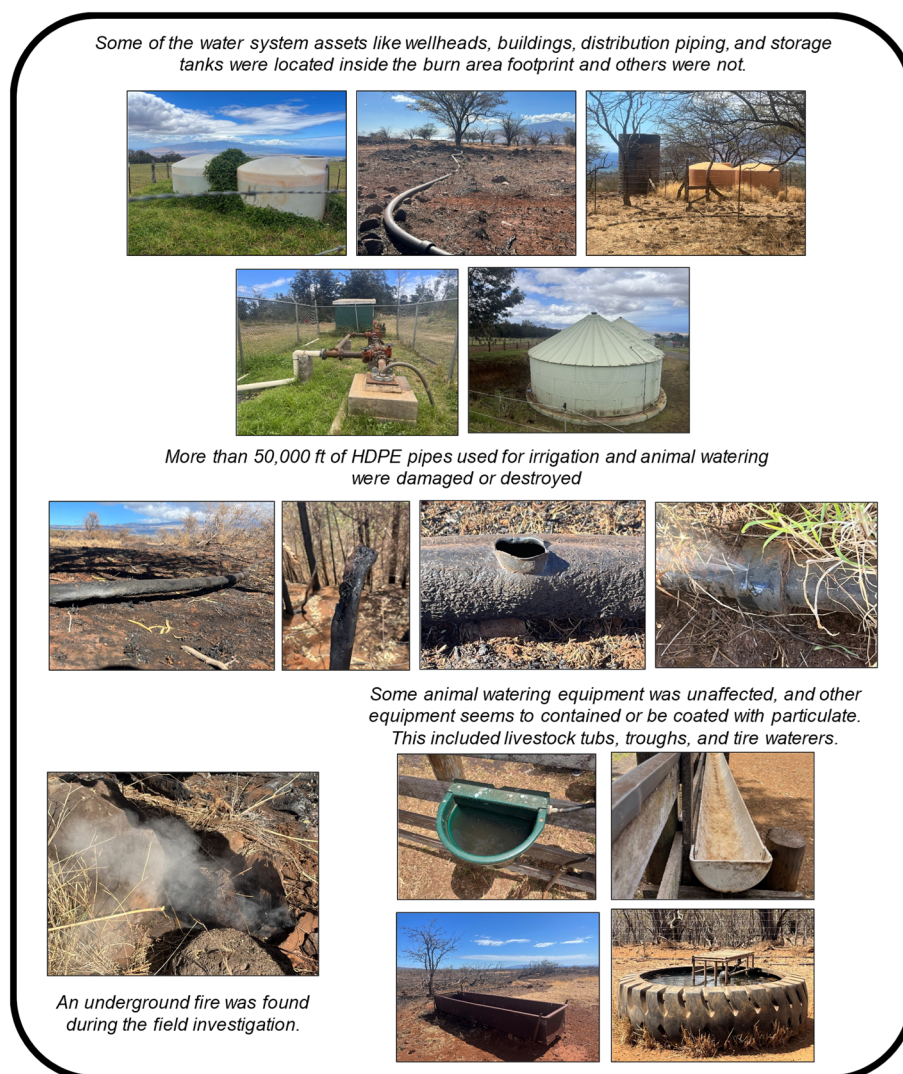 Some of the water system assets like wellheads, buildings, distribution piping, and storage
tanks were located inside the burn area footprint and others were not.
More than 50,000 ft of HDPE pipes used for irrigation and animal watering
were damaged or destroyed
Some animal watering equipment was unaffected, and other
equipment seems to contained or be coated with particulate.
This included livestock tubs, troughs, and tire waterers.
An underground fire was found
during the field investigation.